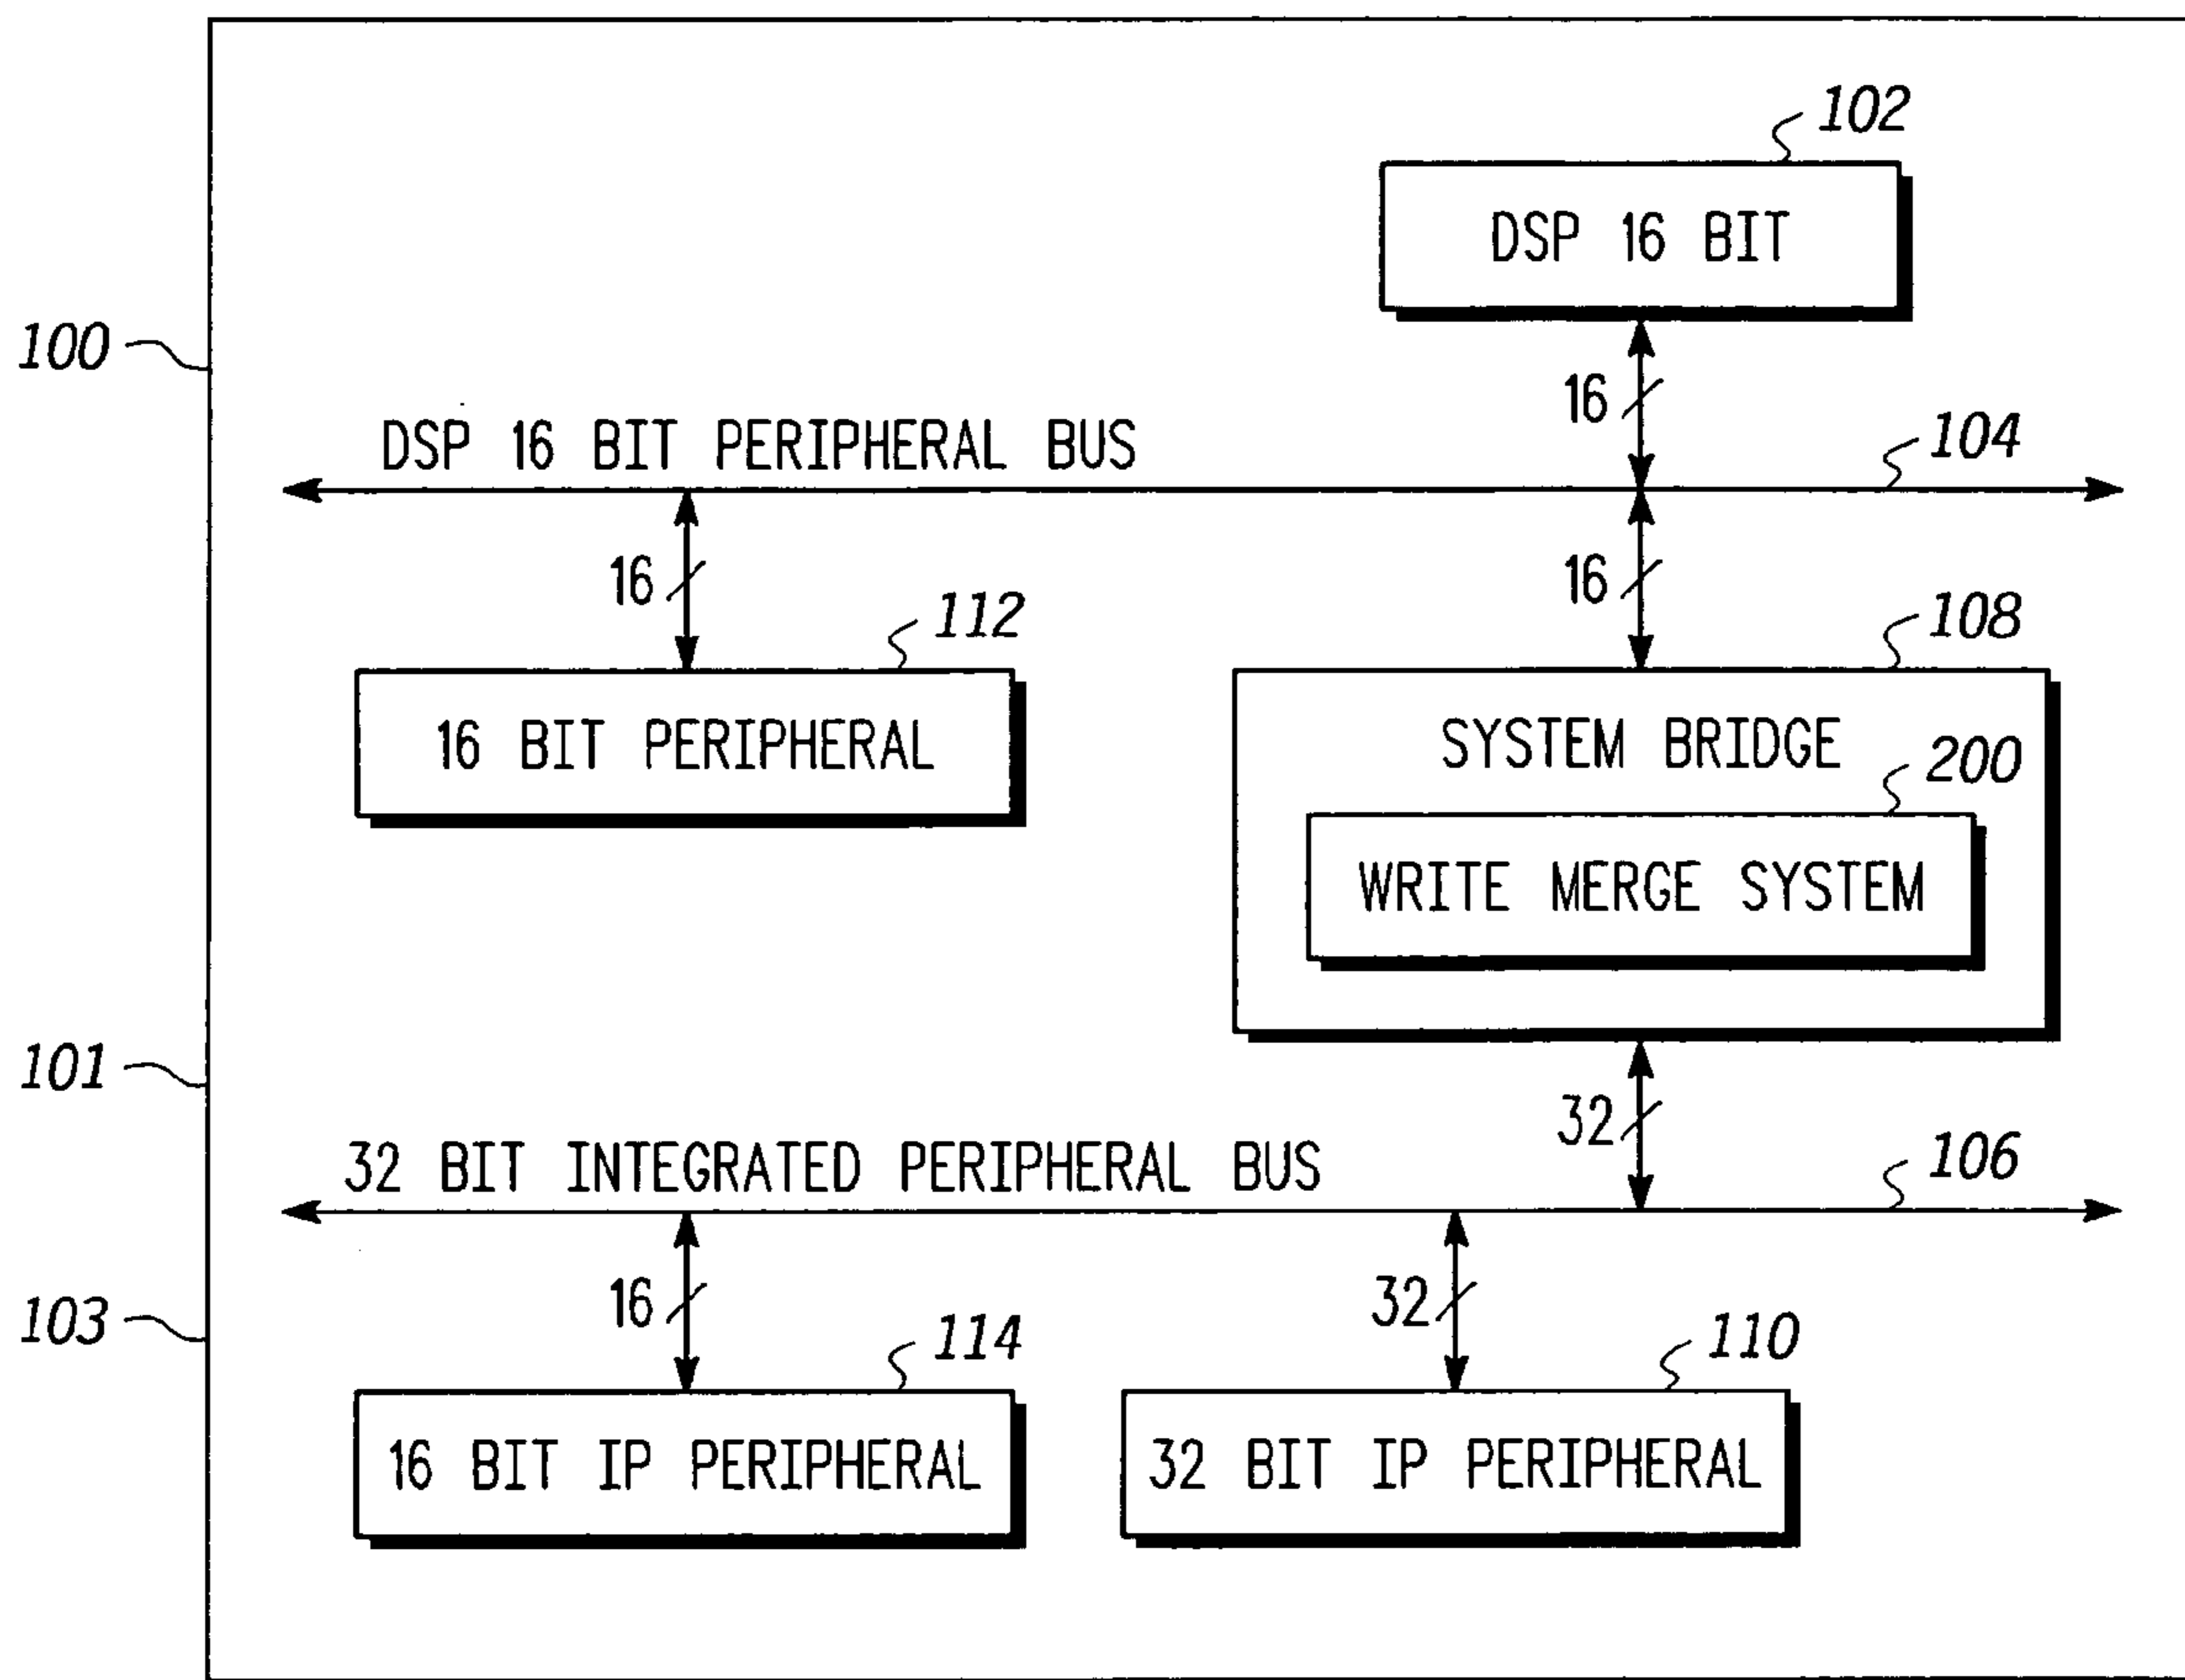 102
DSP 16 BIT
100
16
104
DSP 16 BIT PERIPHERAL BUS
16
16
112
108
16 BIT PERIPHERAL
SYSTEM BRIDGE
200
WRITE MERGE SYSTEM
101
32
106
32 BIT INTEGRATED PERIPHERAL BUS
103
16
32
114
110
16 BIT IP PERIPHERAL
32 BIT IP PERIPHERAL